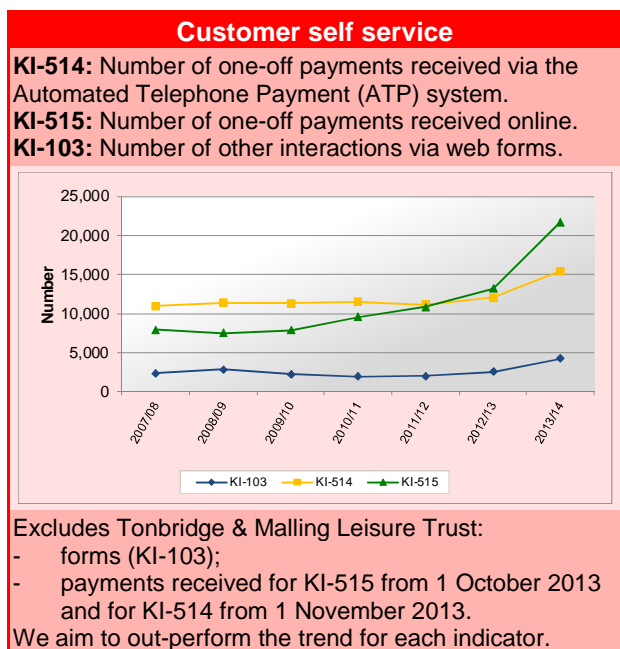 Customer self service
KI-514: Number of one-off payments received via the
Automated Telephone Payment (ATP) system.
KI-515: Number of one-off payments received online.
KI-103: Number of other interactions via web forms.
25,000
20,000
15,000
10,000
5,000
0
Number
2007/08
2008/09
2009/10
2010/11
2011/12
2012/13
2013/14
KI-103
KI-514
KI-515
Excludes Tonbridge & Malling Leisure Trust:
- forms (KI-103);
- payments received for KI-515 from 1 October 2013
and for KI-514 from 1 November 2013.
We aim to out-perform the trend for each indicator.